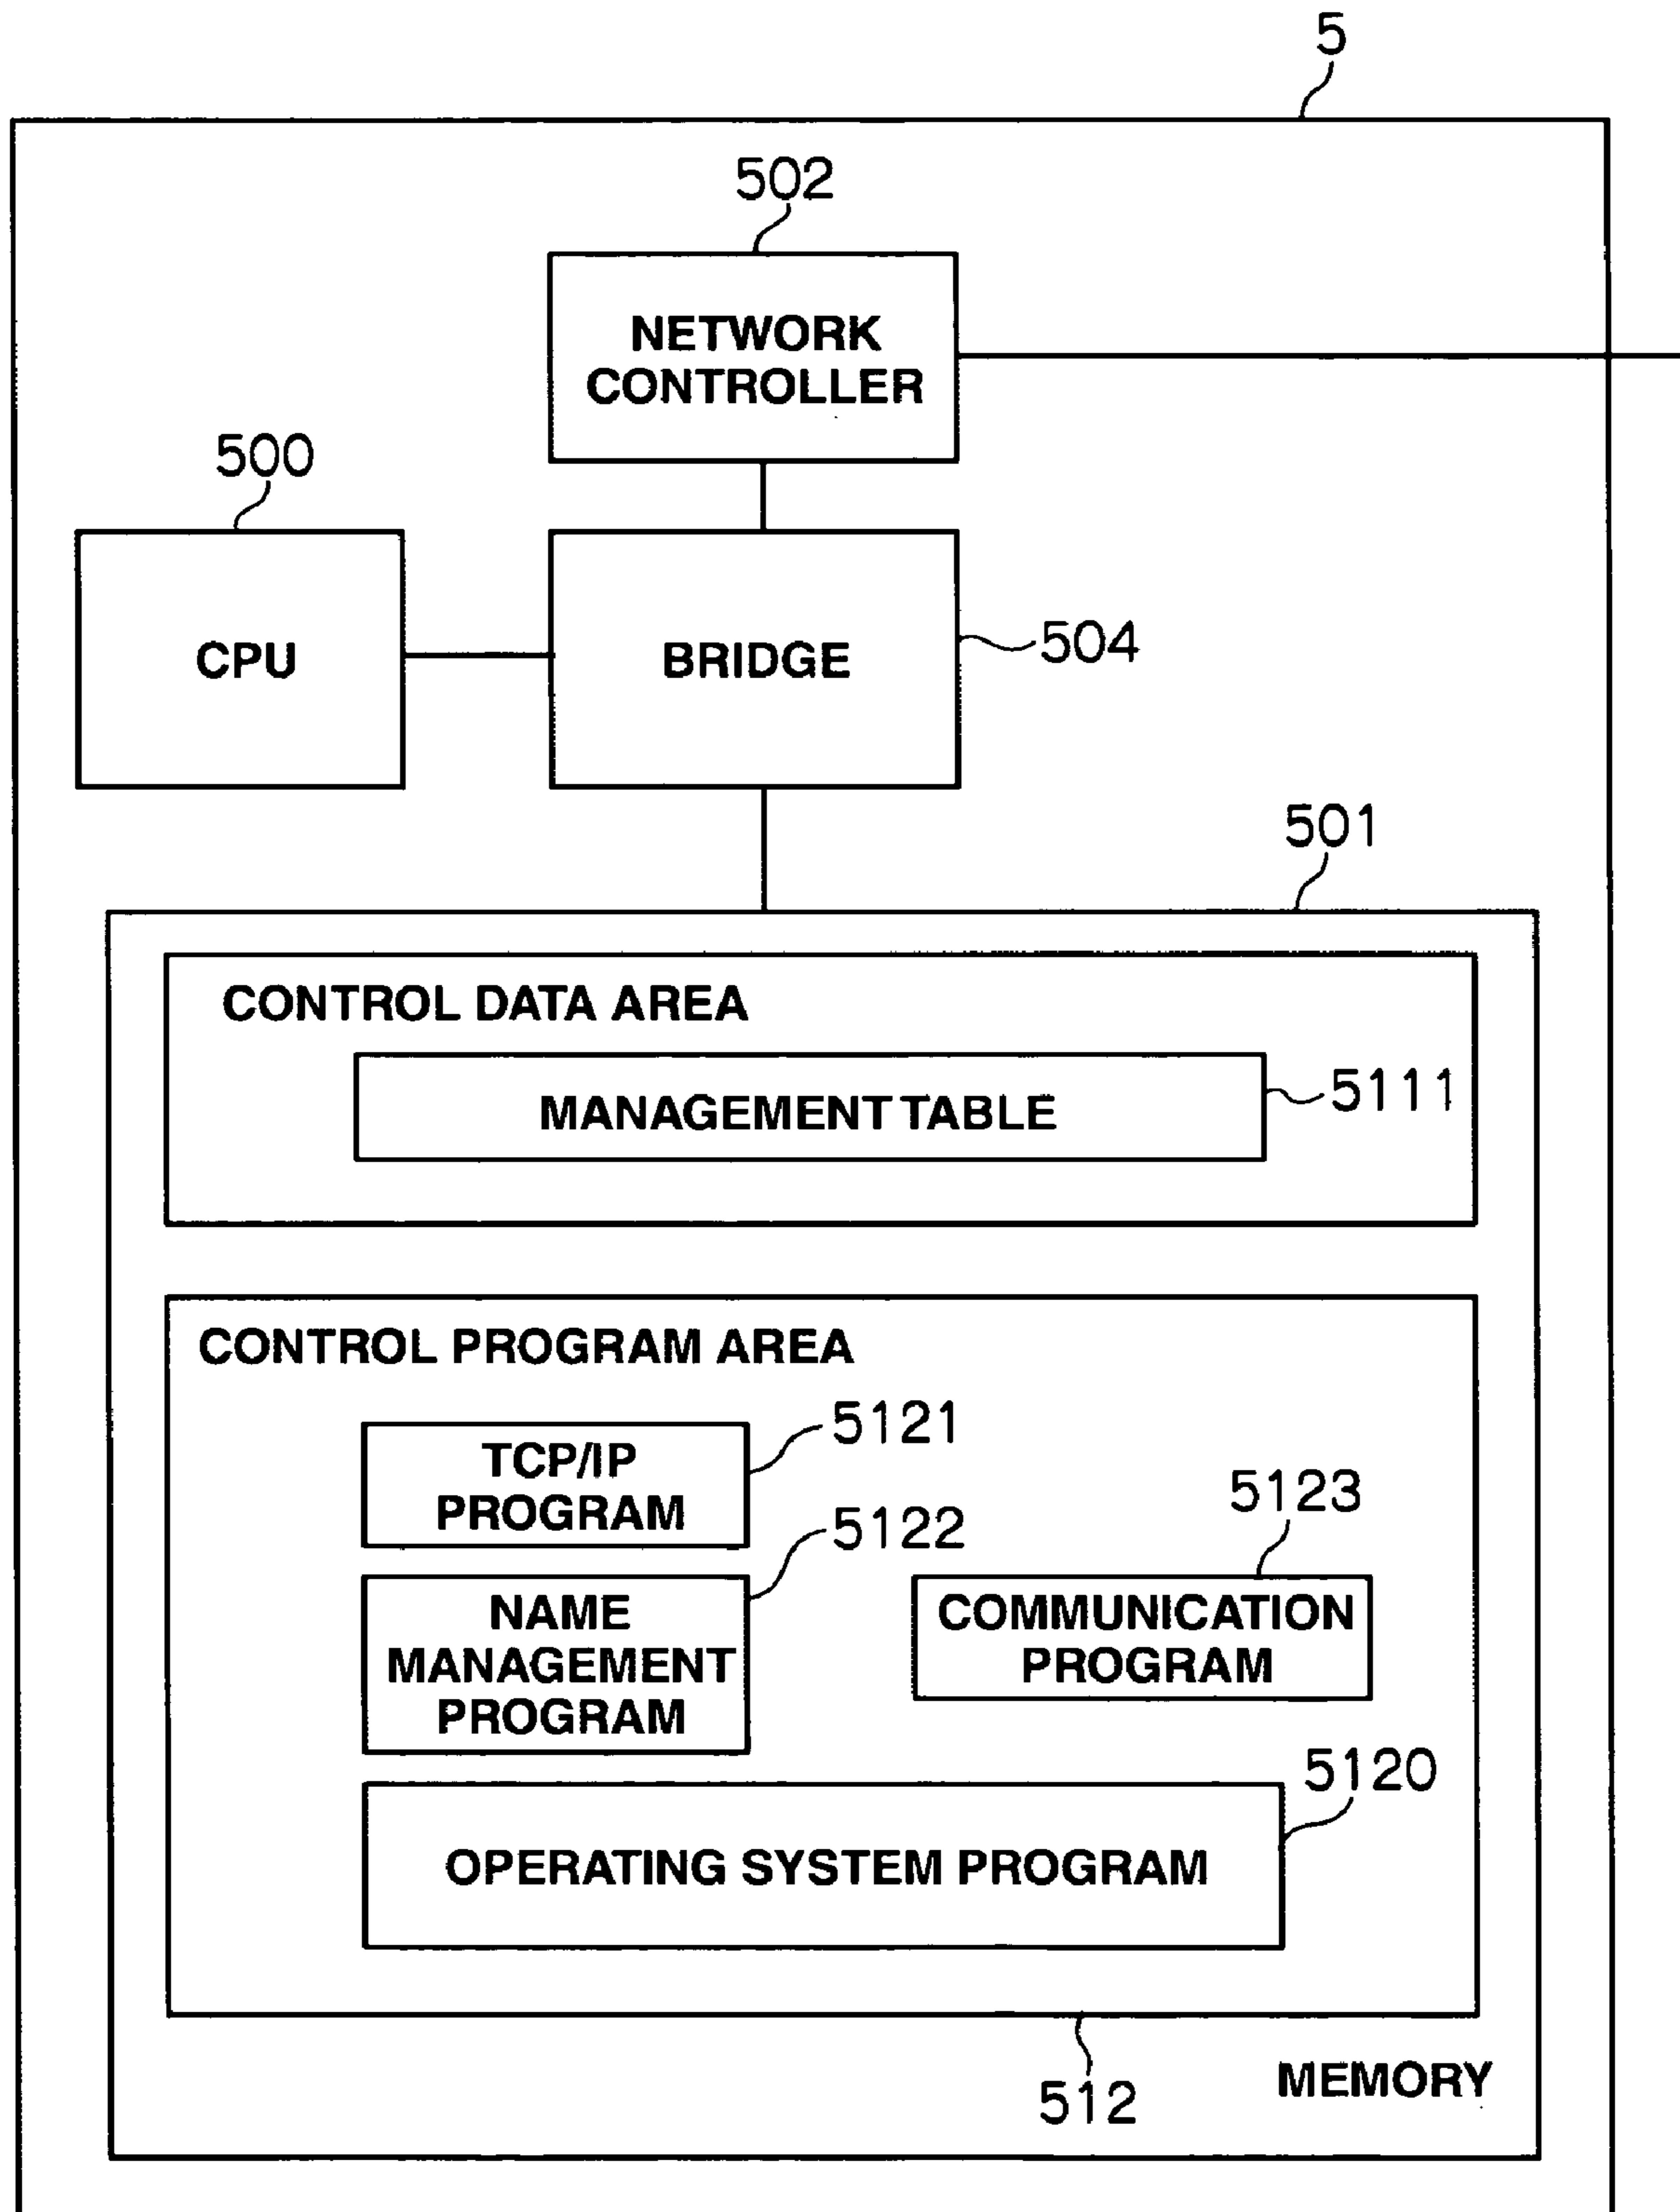 5
502
NETWORK
CONTROLLER
500
CPU
BRIDGE
504
501
CONTROL DATA AREA
MANAGEMENT TABLE
5111
CONTROL PROGRAM AREA
TCP/IP
PROGRAM
5121
NAME
MANAGEMENT
PROGRAM
5122
5123
COMMUNICATION
PROGRAM
5120
OPERATING SYSTEM PROGRAM
512
MEMORY